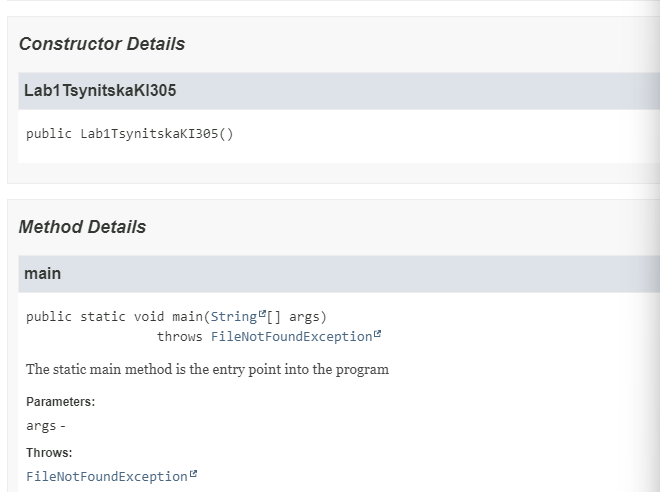 Constructor Details
Lab1TsynitskaKI305
public Lab1TsynitskaKI305()
Method Details
main
public static void main(String[] args)
throws FileNotFoundException
The static main method is the entry point into the program
Parameters:
args -
Throws:
FileNotFoundException